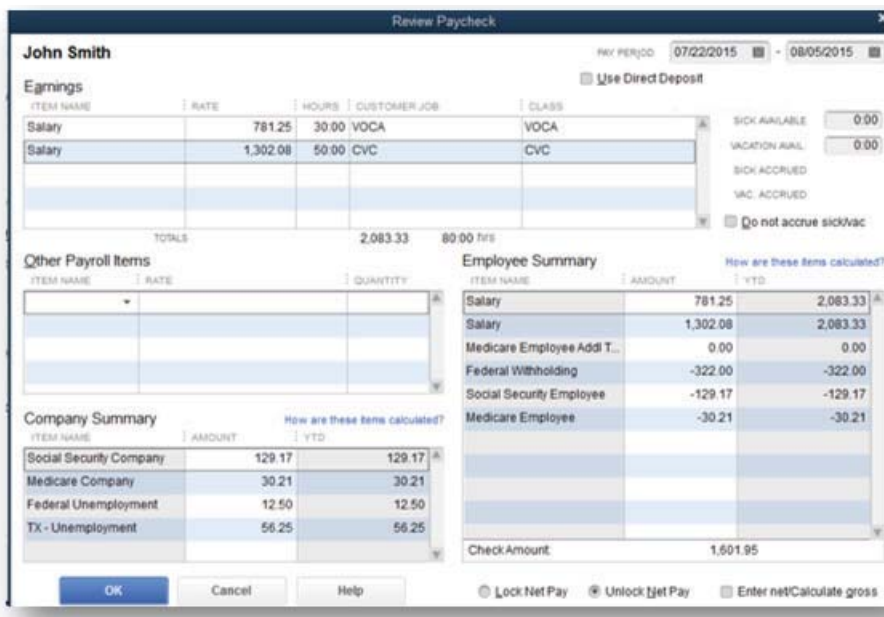 Review Paycheck
John Smith
PAY PERIOD 07/22/2015 - 08/05/2015
Use Direct Deposit
Earnings
ITEM NAME RATE HOURS CUSTOMER:JOB CLASS
Salary 781.25 30:00 VOCA VOCA
Salary 1,302.08 50:00 CVC CVC
TOTALS 2,083.33 80:00 hrs
SICK AVAILABLE 0:00
VACATION AVAIL. 0:00
SICK ACCRUED
VAC. ACCRUED
Do not accrue sick/vac
Other Payroll Items
ITEM NAME RATE QUANTITY
Company Summary How are these items calculated?
ITEM NAME AMOUNT YTD
Social Security Company 129.17 129.17
Medicare Company 30.21 30.21
Federal Unemployment 12.50 12.50
TX - Unemployment 56.25 56.25
Employee Summary How are these items calculated?
ITEM NAME AMOUNT YTD
Salary 781.25 2,083.33
Salary 1,302.08 2,083.33
Medicare Employee Addl T... 0.00 0.00
Federal Withholding -322.00 -322.00
Social Security Employee -129.17 -129.17
Medicare Employee -30.21 -30.21
Check Amount: 1,601.95
OK Cancel Help
Lock Net Pay Unlock Net Pay Enter net/Calculate gross